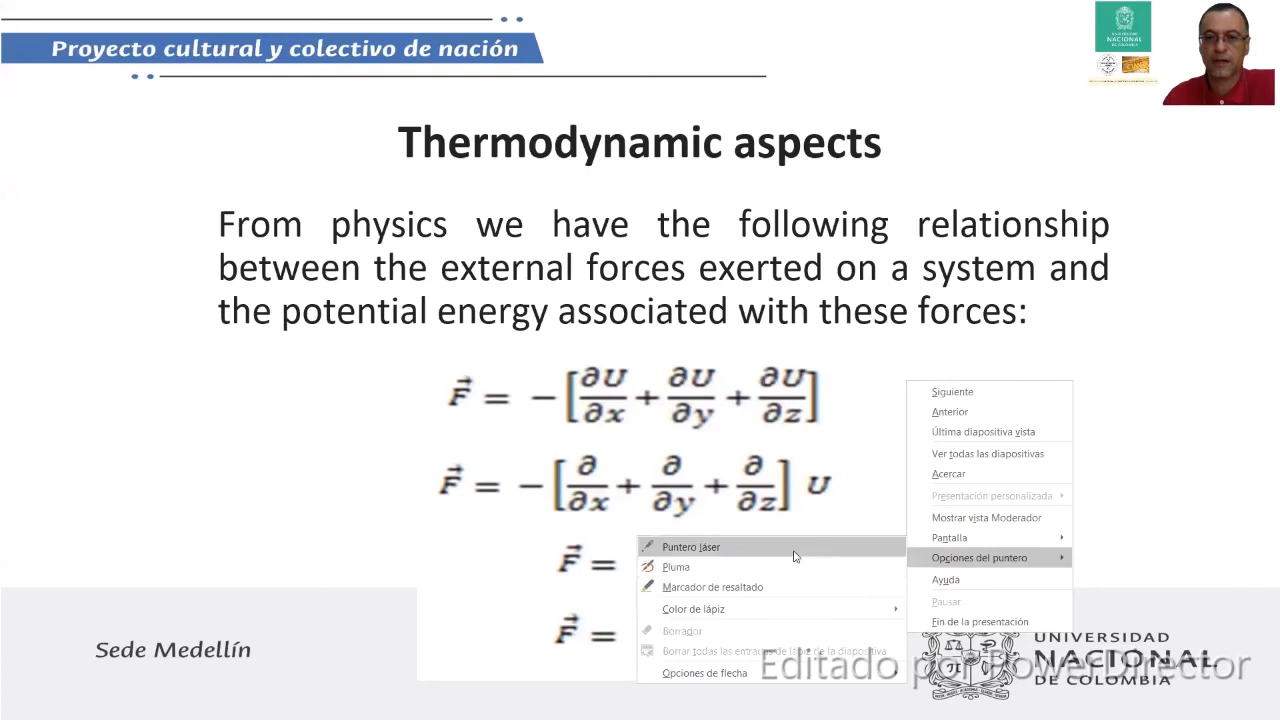 Proyecto cultural y colectivo de nación
UNIVERSIDAD
NACIONAL
Thermodynamic aspects
From physics we have the following relationship
between the external forces exerted on a system and
the potential energy associated with these forces:
F⃗ = − [∂U/∂x + ∂U/∂y + ∂U/∂z]
F⃗ = − [∂/∂x + ∂/∂y + ∂/∂z] U
F⃗ =
F⃗ =
Siguiente
Anterior
Última diapositiva vista
Ver todas las diapositivas
Acercar
Presentación personalizada
Mostrar vista Moderador
Pantalla
Opciones del puntero
Ayuda
Pausar
Fin de la presentación
Puntero láser
Pluma
Marcador de resaltado
Color de lápiz
Borrador
Borrar todas las entradas de lápiz de la diapositiva
Opciones de flecha
Sede Medellín
UNIVERSIDAD
NACIONAL
DE COLOMBIA
Editado por PowerDirector